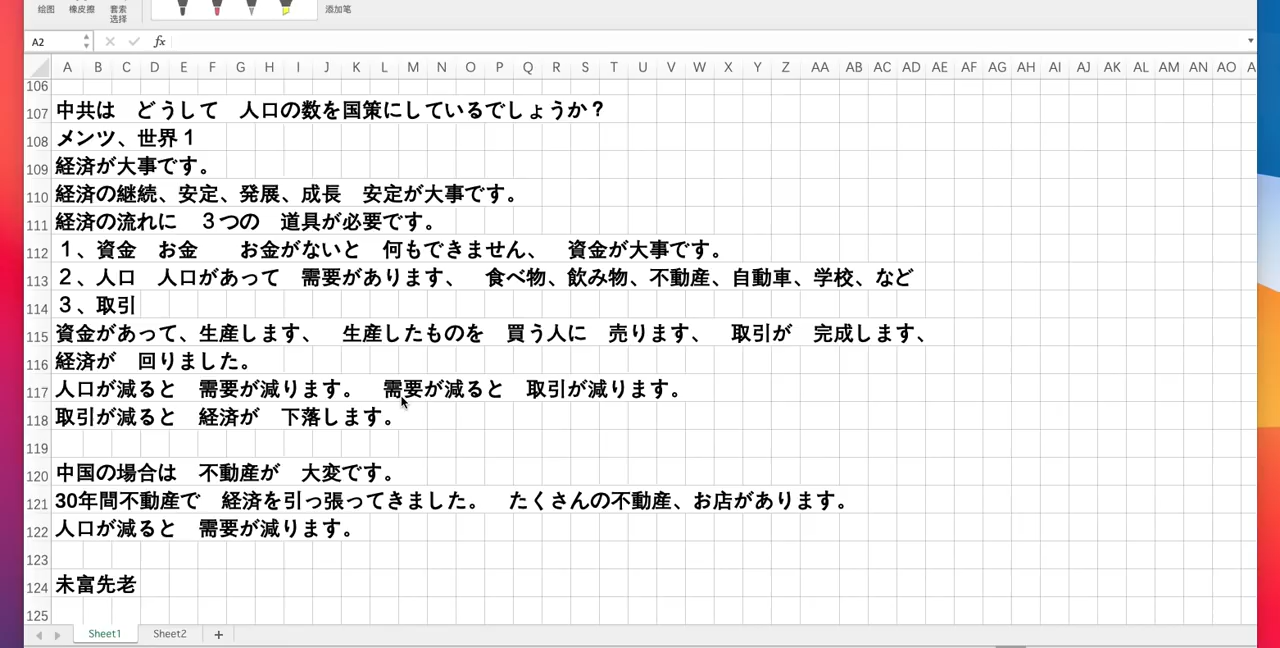 绘图 橡皮擦 套索选择 添加笔
A2 fx
A B C D E F G H I J K L M N O P Q R S T U V W X Y Z AA AB AC AD AE AF AG AH AI AJ AK AL AM AN AO
106
107 中共は　どうして　人口の数を国策にしているでしょうか？
108 メンツ、世界１
109 経済が大事です。
110 経済の継続、安定、発展、成長　安定が大事です。
111 経済の流れに　３つの　道具が必要です。
112 １、資金　お金　　お金がないと　何もできません、　資金が大事です。
113 ２、人口　人口があって　需要があります、　食べ物、飲み物、不動産、自動車、学校、など
114 ３、取引
115 資金があって、生産します、　生産したものを　買う人に　売ります、　取引が　完成します、
116 経済が　回りました。
117 人口が減ると　需要が減ります。　需要が減ると　取引が減ります。
118 取引が減ると　経済が　下落します。
119
120 中国の場合は　不動産が　大変です。
121 30年間不動産で　経済を引っ張ってきました。　たくさんの不動産、お店があります。
122 人口が減ると　需要が減ります。
123
124 未富先老
125
Sheet1 Sheet2 +